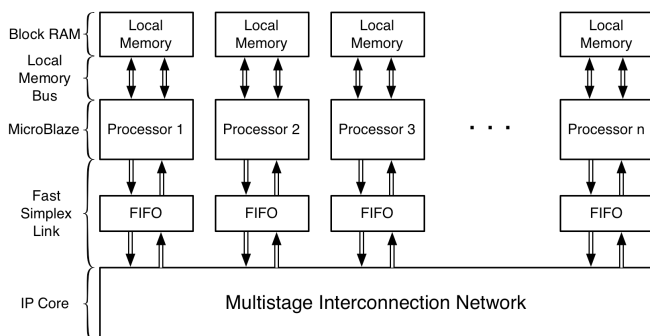 Block RAM
Local
Memory
Local
Memory
Local
Memory
Local
Memory
Local
Memory
Bus
MicroBlaze
Processor 1
Processor 2
Processor 3
. . .
Processor n
Fast
Simplex
Link
FIFO
FIFO
FIFO
FIFO
IP Core
Multistage Interconnection Network